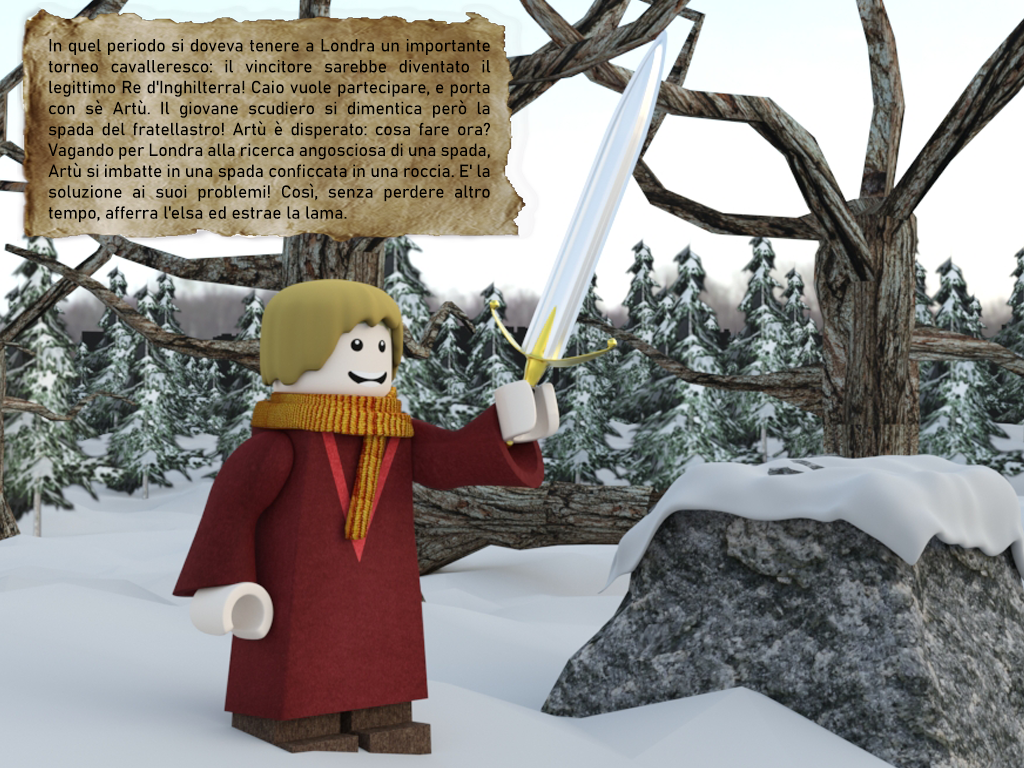 In quel periodo si doveva tenere a Londra un importante
torneo cavalleresco: il vincitore sarebbe diventato il
legittimo Re d'Inghilterra! Caio vuole partecipare, e porta
con sè Artù. Il giovane scudiero si dimentica però la
spada del fratellastro! Artù è disperato: cosa fare ora?
Vagando per Londra alla ricerca angosciosa di una spada,
Artù si imbatte in una spada conficcata in una roccia. E' la
soluzione ai suoi problemi! Così, senza perdere altro
tempo, afferra l'elsa ed estrae la lama.